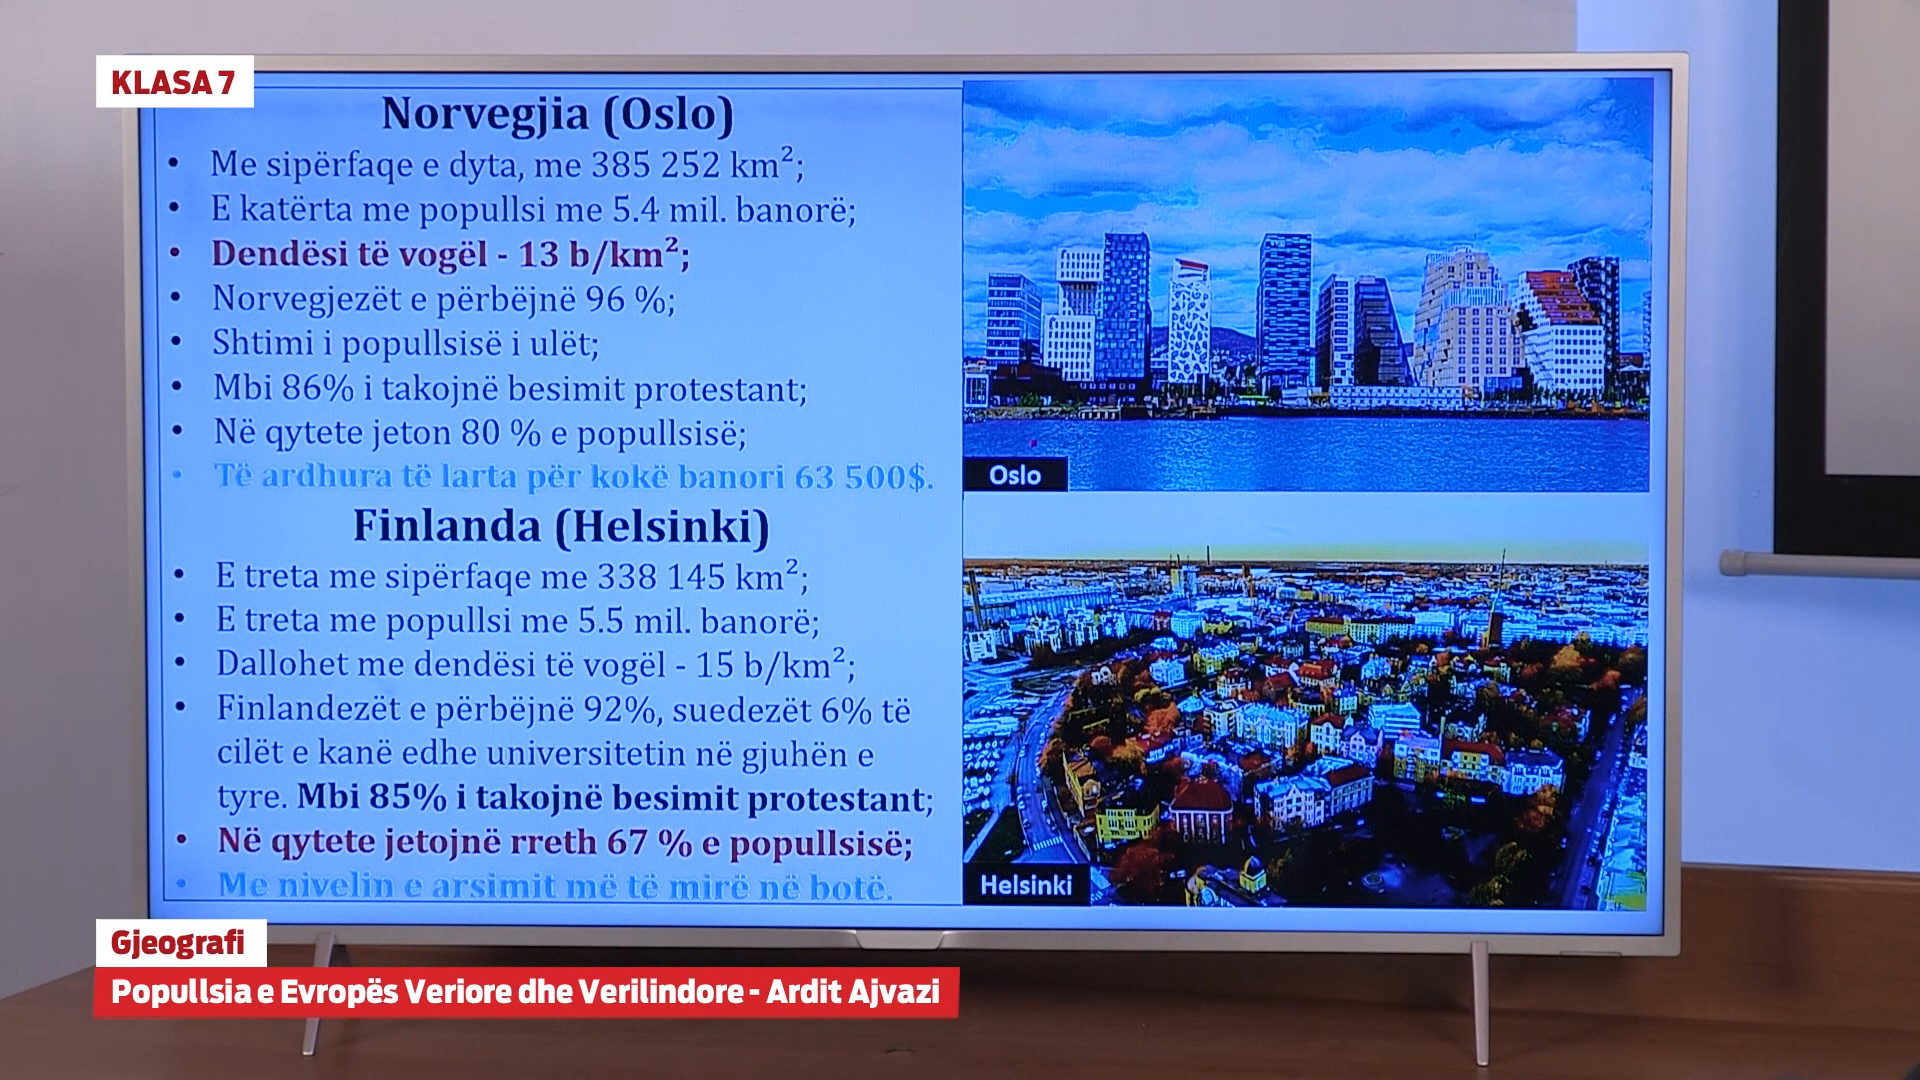 KLASA 7
Norvegjia (Oslo)
• Me sipërfaqe e dyta, me 385 252 km²;
• E katërta me popullsi me 5.4 mil. banorë;
• Dendësi të vogël - 13 b/km²;
• Norvegjezët e përbëjnë 96 %;
• Shtimi i popullsisë i ulët;
• Mbi 86% i takojnë besimit protestant;
• Në qytete jeton 80 % e popullsisë;
• Të ardhura të larta për kokë banori 63 500$.
Oslo
Finlanda (Helsinki)
• E treta me sipërfaqe me 338 145 km²;
• E treta me popullsi me 5.5 mil. banorë;
• Dallohet me dendësi të vogël - 15 b/km²;
• Finlandezët e përbëjnë 92%, suedezët 6% të
cilët e kanë edhe universitetin në gjuhën e
tyre. Mbi 85% i takojnë besimit protestant;
• Në qytete jetojnë rreth 67 % e popullsisë;
• Me nivelin e arsimit më të mirë në botë.
Helsinki
Gjeografi
Popullsia e Evropës Veriore dhe Verilindore - Ardit Ajvazi